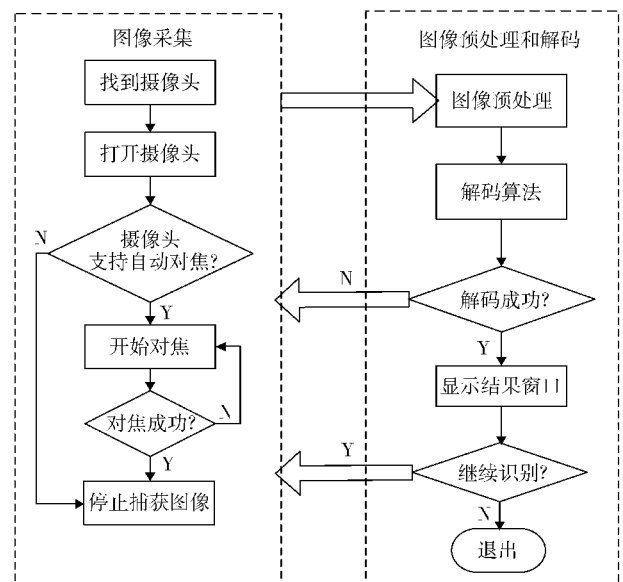 图像采集
找到摄像头
打开摄像头
摄像头
支持自动对焦?
N
Y
开始对焦
对焦成功?
N
Y
停止捕获图像
图像预处理和解码
图像预处理
解码算法
解码成功?
N
Y
显示结果窗口
继续识别?
Y
N
退出